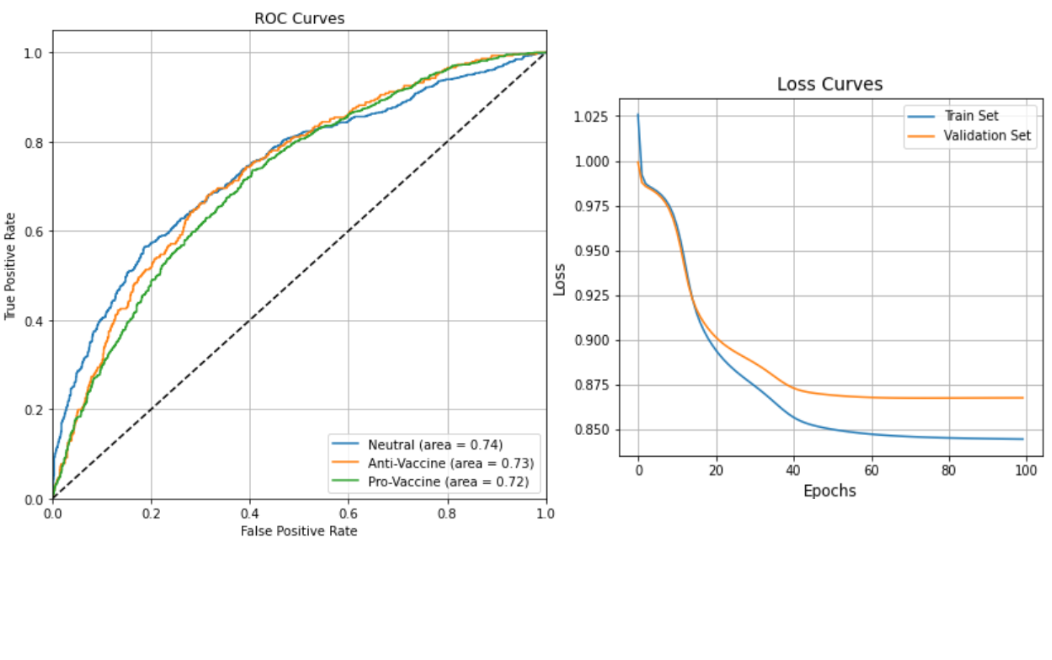 ROC Curves
1.0
0.8
0.6
0.4
0.2
0.0
True Positive Rate
0.0 0.2 0.4 0.6 0.8 1.0
False Positive Rate
Neutral (area = 0.74)
Anti-Vaccine (area = 0.73)
Pro-Vaccine (area = 0.72)
Loss Curves
1.025
1.000
0.975
0.950
0.925
0.900
0.875
0.850
Loss
0 20 40 60 80 100
Epochs
Train Set
Validation Set